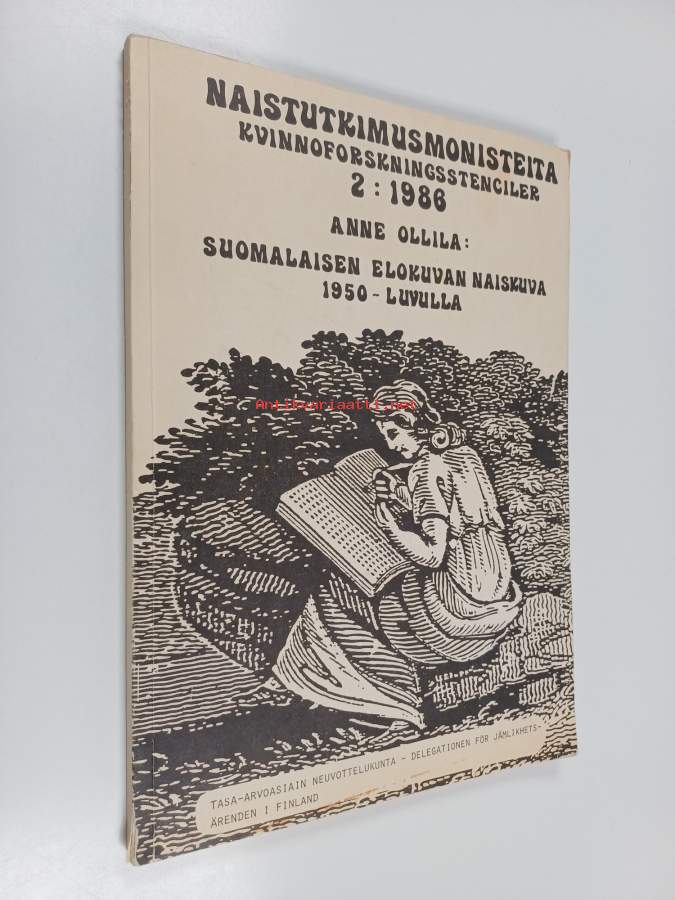 NAISTUTKIMUSMONISTEITA
KVINNOFORSKNINGSSTENCILER
2 : 1986
ANNE OLLILA:
SUOMALAISEN ELOKUVAN NAISKUVA
1950 - LUVULLA
Antikvariaatti.net
TASA-ARVOASIAIN NEUVOTTELUKUNTA - DELEGATIONEN FÖR JÄMLIKHETS-
ÄRENDEN I FINLAND